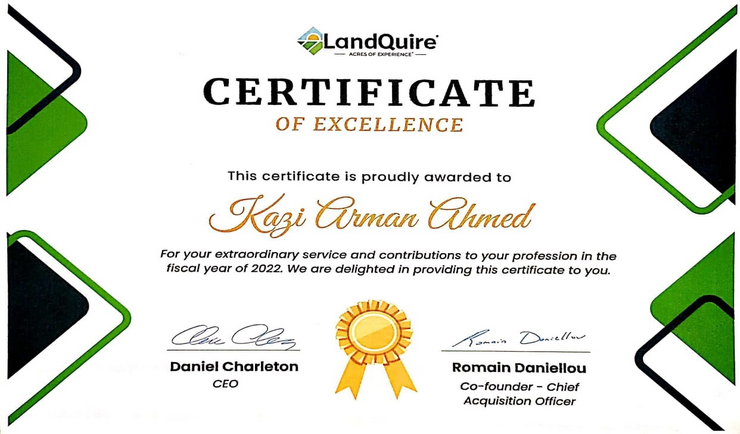 LandQuire®
ACRES OF EXPERIENCE
CERTIFICATE
OF EXCELLENCE
This certificate is proudly awarded to
Kazi Arman Ahmed
For your extraordinary service and contributions to your profession in the
fiscal year of 2022. We are delighted in providing this certificate to you.
Romain Daniellou
Daniel Charleton
CEO
Romain Daniellou
Co-founder - Chief
Acquisition Officer